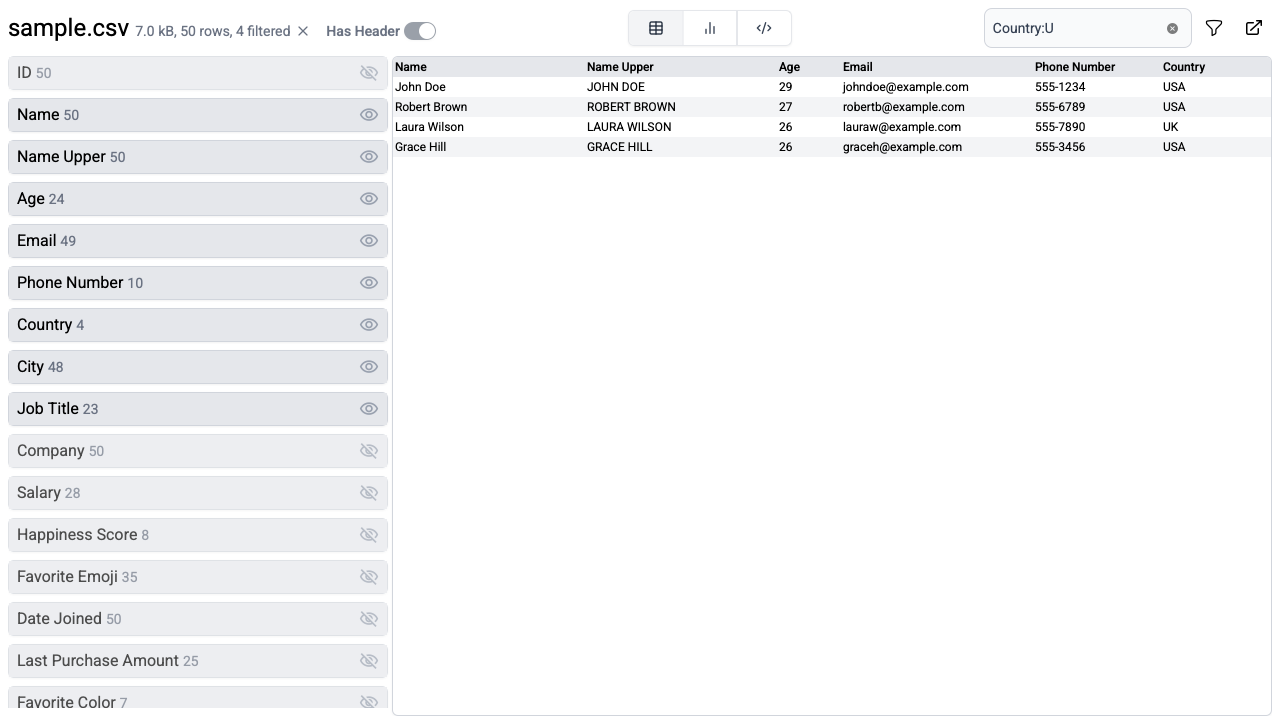 sample.csv 7.0 kB, 50 rows, 4 filtered × Has Header
Country:U
ID 50
Name 50
Name Upper 50
Age 24
Email 49
Phone Number 10
Country 4
City 48
Job Title 23
Company 50
Salary 28
Happiness Score 8
Favorite Emoji 35
Date Joined 50
Last Purchase Amount 25
Favorite Color 7
Name Name Upper Age Email Phone Number Country
John Doe JOHN DOE 29 johndoe@example.com 555-1234 USA
Robert Brown ROBERT BROWN 27 robertb@example.com 555-6789 USA
Laura Wilson LAURA WILSON 26 lauraw@example.com 555-7890 UK
Grace Hill GRACE HILL 26 graceh@example.com 555-3456 USA